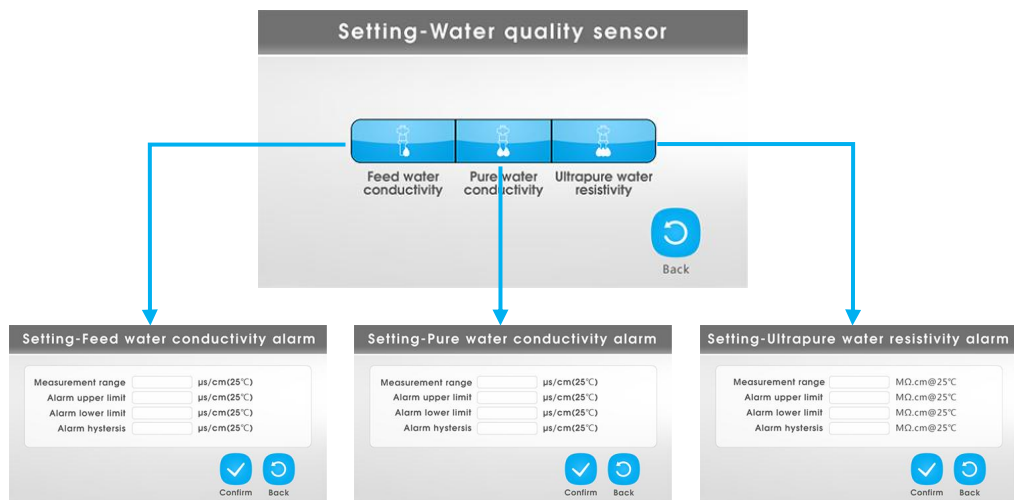 Setting-Water quality sensor
Feed water
conductivity
Pure water
conductivity
Ultrapure water
resistivity
Back
Setting-Feed water conductivity alarm
Measurement range μs/cm(25℃)
Alarm upper limit μs/cm(25℃)
Alarm lower limit μs/cm(25℃)
Alarm hystersis μs/cm(25℃)
Confirm Back
Setting-Pure water conductivity alarm
Measurement range μs/cm(25℃)
Alarm upper limit μs/cm(25℃)
Alarm lower limit μs/cm(25℃)
Alarm hystersis μs/cm(25℃)
Confirm Back
Setting-Ultrapure water resistivity alarm
Measurement range MΩ.cm@25℃
Alarm upper limit MΩ.cm@25℃
Alarm lower limit MΩ.cm@25℃
Alarm hystersis MΩ.cm@25℃
Confirm Back